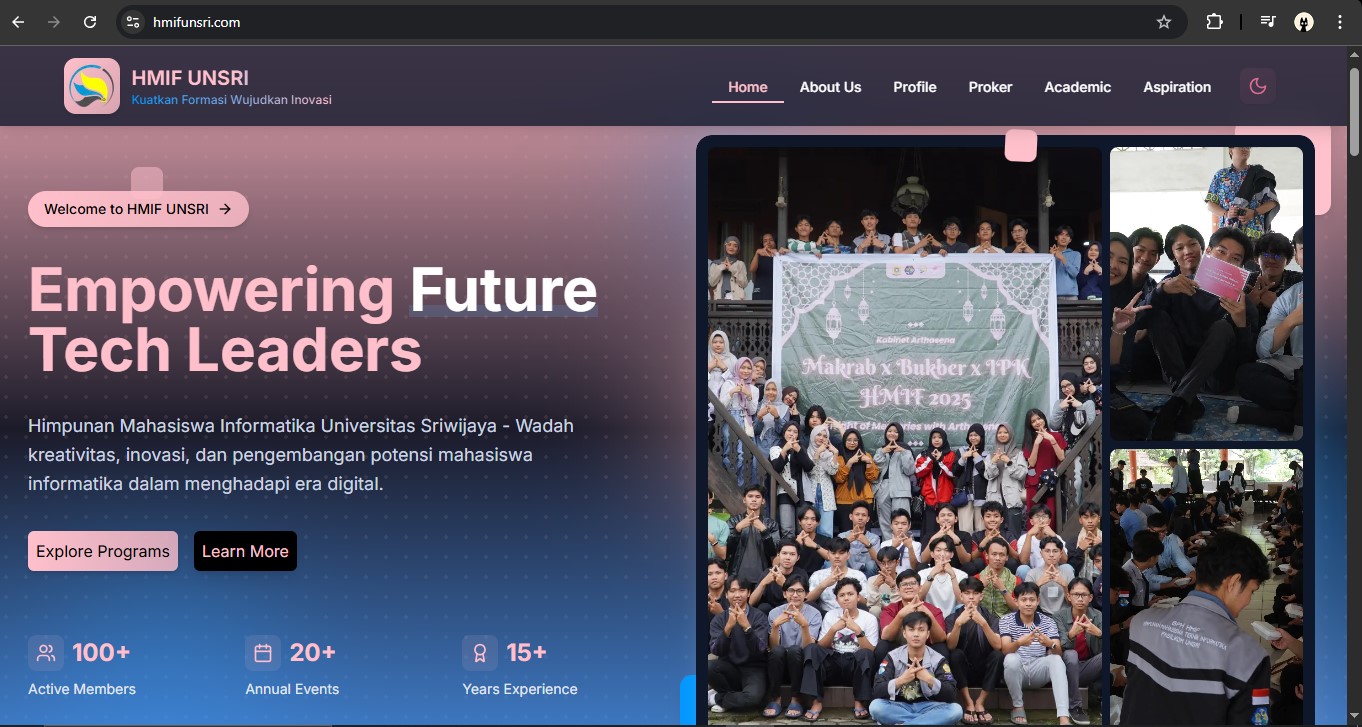 hmifunsri.com
HMIF UNSRI
Kuatkan Formasi Wujudkan Inovasi
Home
About Us
Profile
Proker
Academic
Aspiration
Welcome to HMIF UNSRI →
Empowering Future
Tech Leaders
Himpunan Mahasiswa Informatika Universitas Sriwijaya - Wadah
kreativitas, inovasi, dan pengembangan potensi mahasiswa
informatika dalam menghadapi era digital.
Explore Programs
Learn More
100+
Active Members
20+
Annual Events
15+
Years Experience
Kabinet Arthasena
Makrab x Bukber x IPK
HMIF 2025
of Memories with